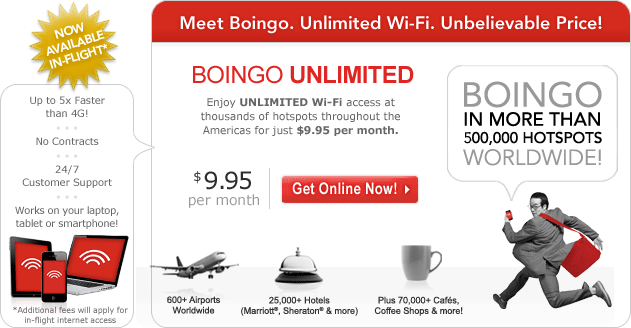 NOW
AVAILABLE
IN-FLIGHT*
Up to 5x Faster
than 4G!
No Contracts
24/7
Customer Support
Works on your laptop,
tablet or smartphone!
*Additional fees will apply for
in-flight internet access
Meet Boingo. Unlimited Wi-Fi. Unbelievable Price!
BOINGO UNLIMITED
Enjoy UNLIMITED Wi-Fi access at
thousands of hotspots throughout the
Americas for just $9.95 per month.
$9.95
per month
Get Online Now!
BOINGO
IN MORE THAN
500,000 HOTSPOTS
WORLDWIDE!
600+ Airports
Worldwide
25,000+ Hotels
(Marriott®, Sheraton® & more)
Plus 70,000+ Cafés,
Coffee Shops & more!